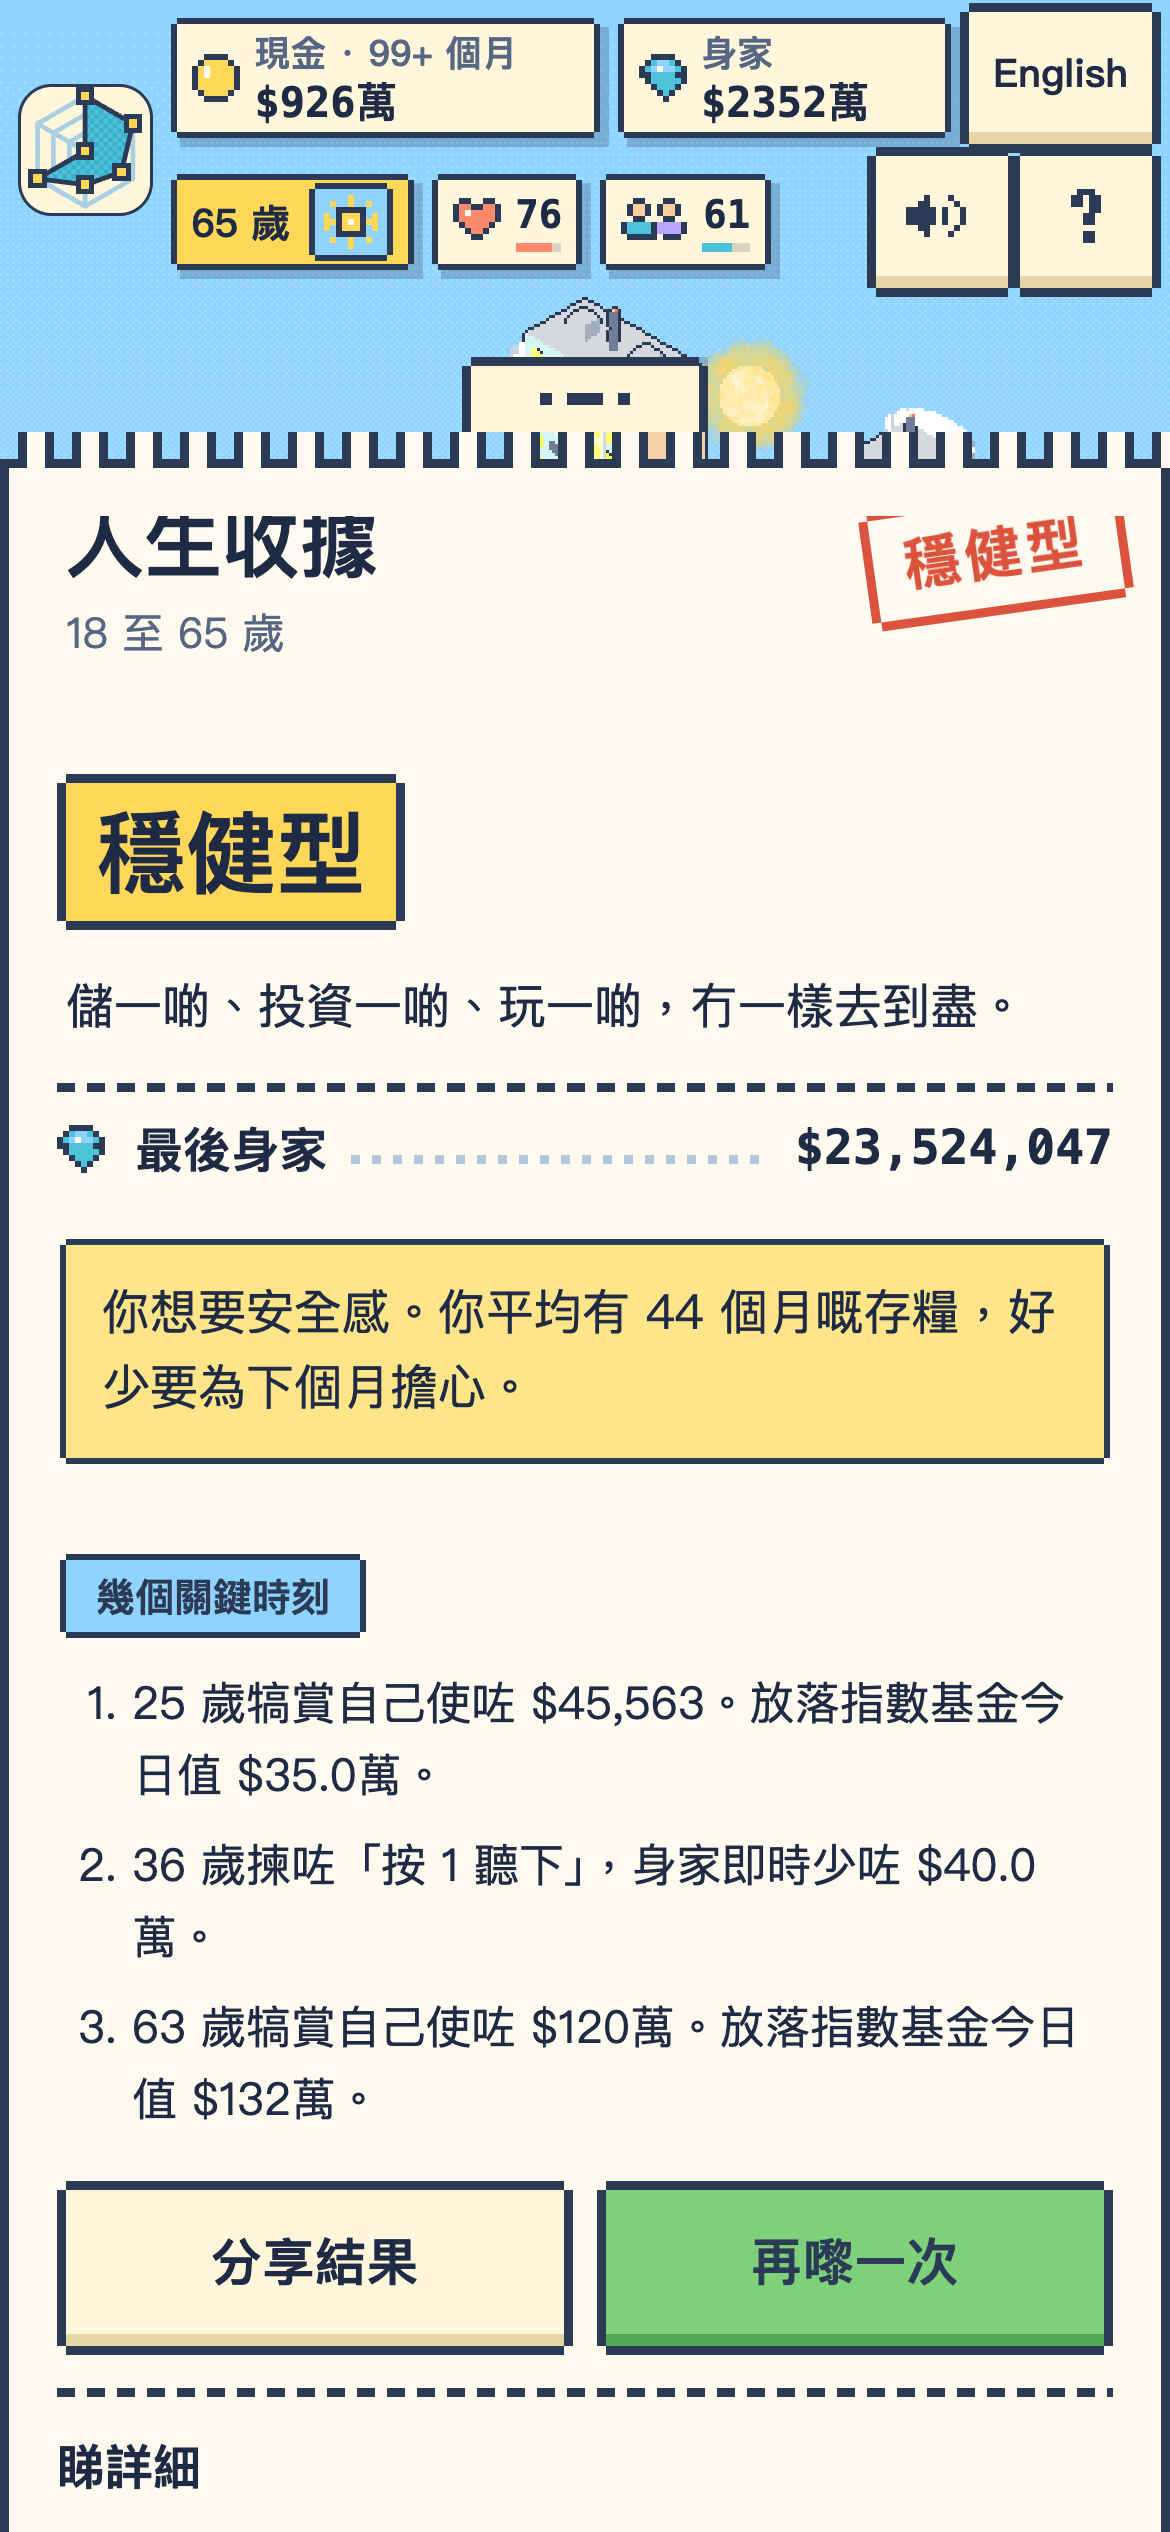 現金 · 99+ 個月
$926萬
身家
$2352萬
English
65 歲
76
61
?
人生收據
穩健型
18 至 65 歲
穩健型
儲一啲、投資一啲、玩一啲，冇一樣去到盡。
最後身家
$23,524,047
你想要安全感。你平均有 44 個月嘅存糧，好
少要為下個月擔心。
幾個關鍵時刻
1. 25 歲犒賞自己使咗 $45,563。放落指數基金今
日值 $35.0萬。
2. 36 歲揀咗「按 1 聽下」，身家即時少咗 $40.0
萬。
3. 63 歲犒賞自己使咗 $120萬。放落指數基金今日
值 $132萬。
分享結果
再嚟一次
睇詳細